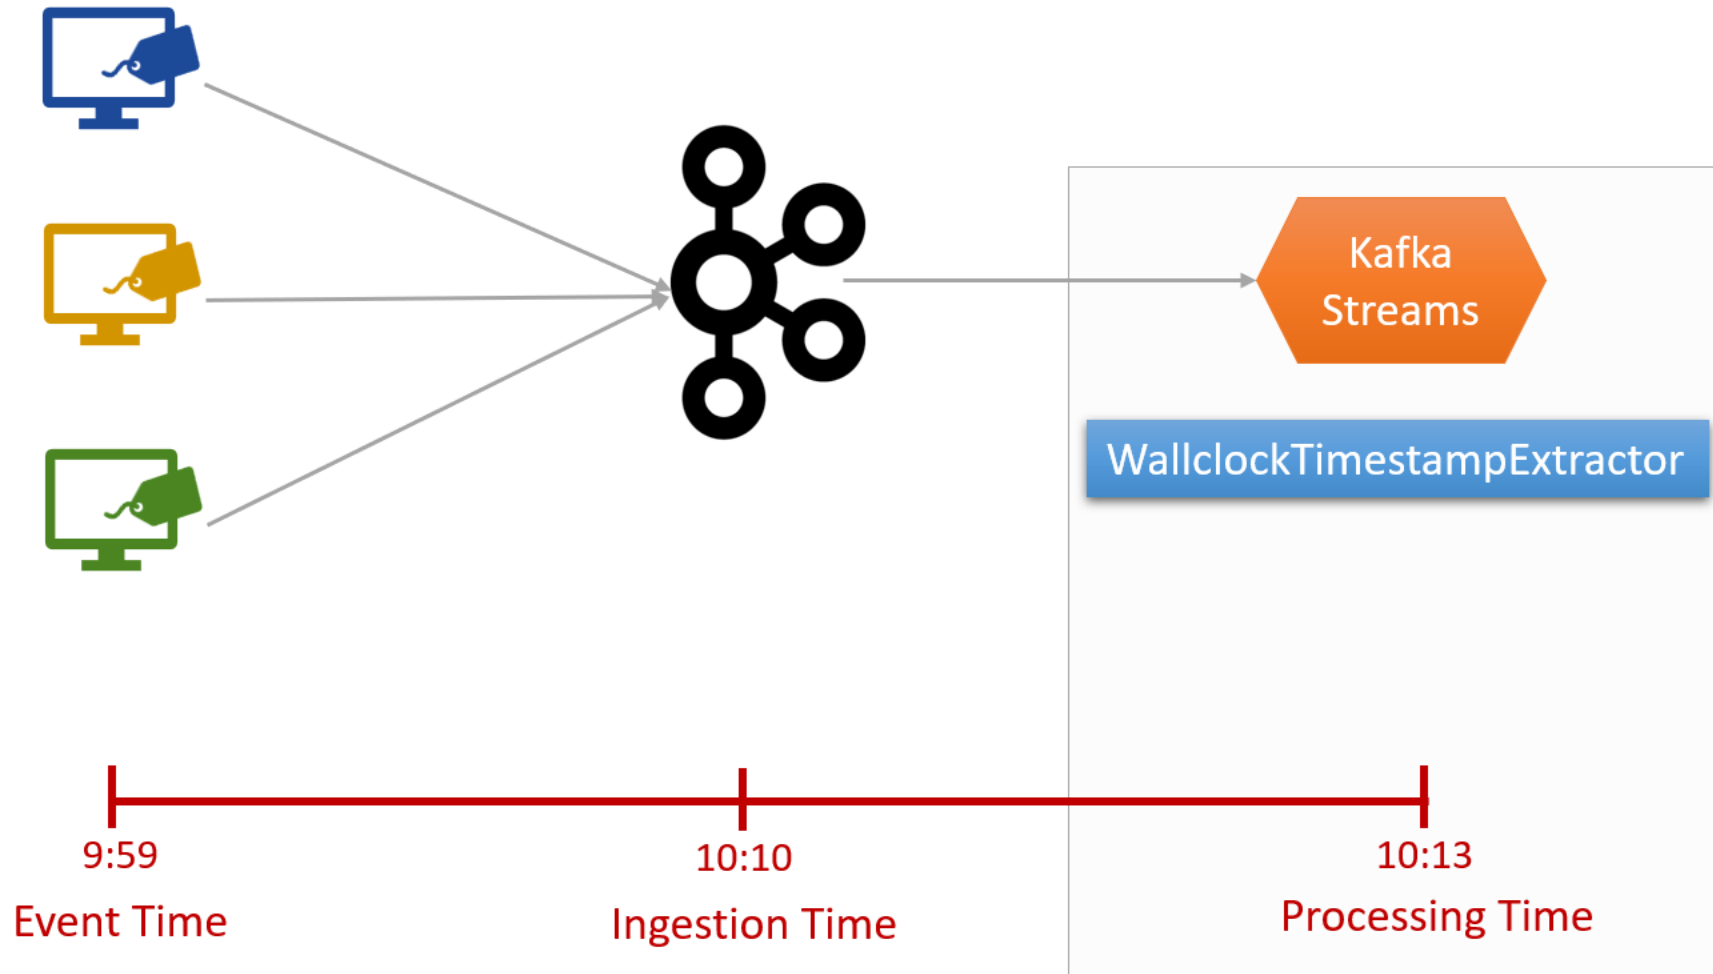 Kafka
Streams
WallclockTimestampExtractor
9:59
10:10
10:13
Event Time
Ingestion Time
Processing Time